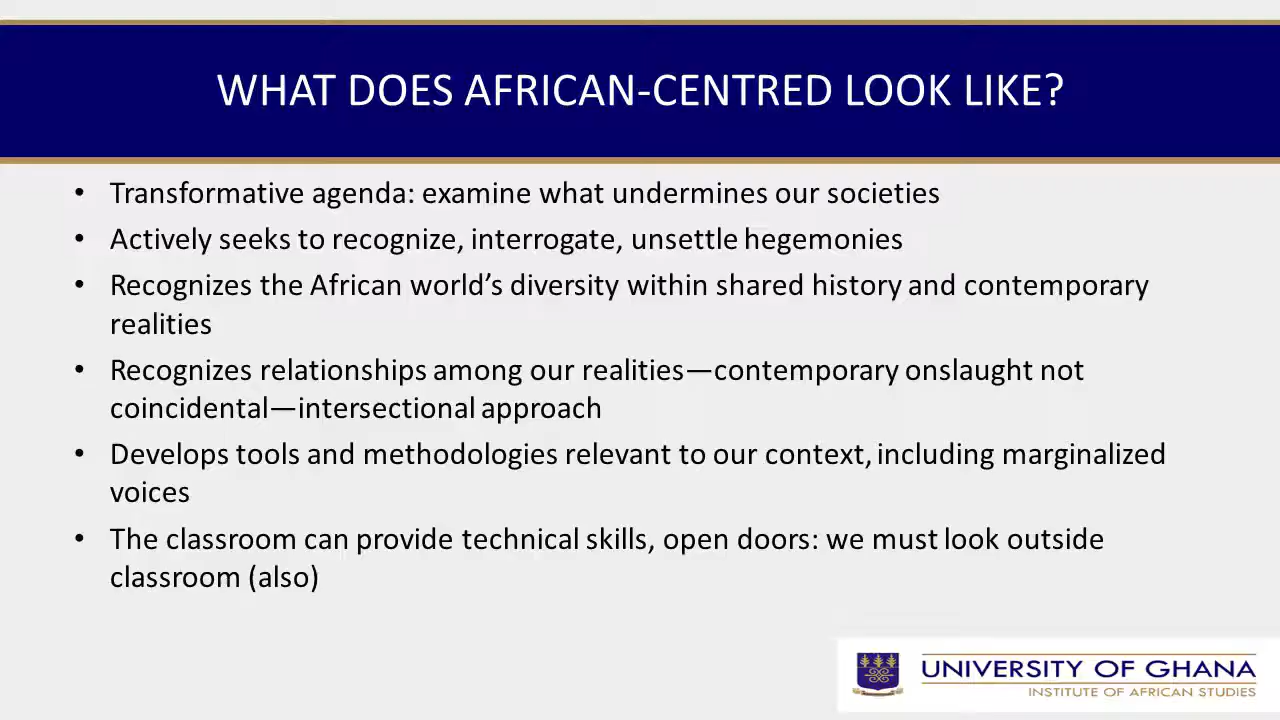 WHAT DOES AFRICAN-CENTRED LOOK LIKE?
• Transformative agenda: examine what undermines our societies
• Actively seeks to recognize, interrogate, unsettle hegemonies
• Recognizes the African world’s diversity within shared history and contemporary
realities
• Recognizes relationships among our realities—contemporary onslaught not
coincidental—intersectional approach
• Develops tools and methodologies relevant to our context, including marginalized
voices
• The classroom can provide technical skills, open doors: we must look outside
classroom (also)
UNIVERSITY OF GHANA
INSTITUTE OF AFRICAN STUDIES